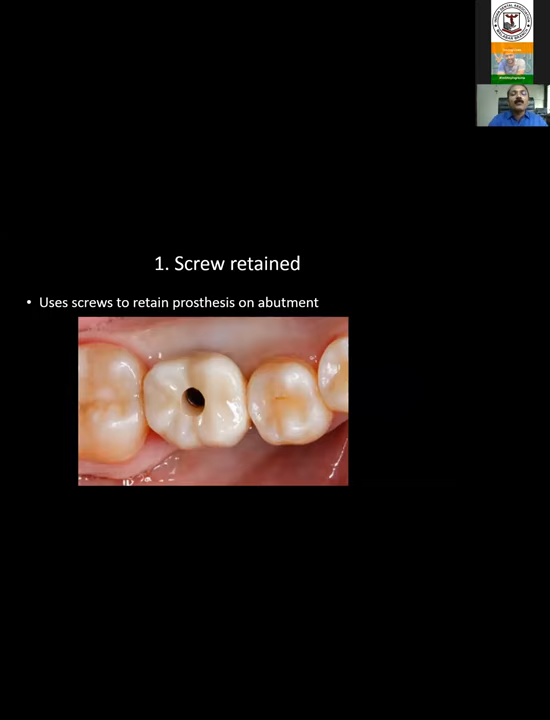 1. Screw retained
• Uses screws to retain prosthesis on abutment